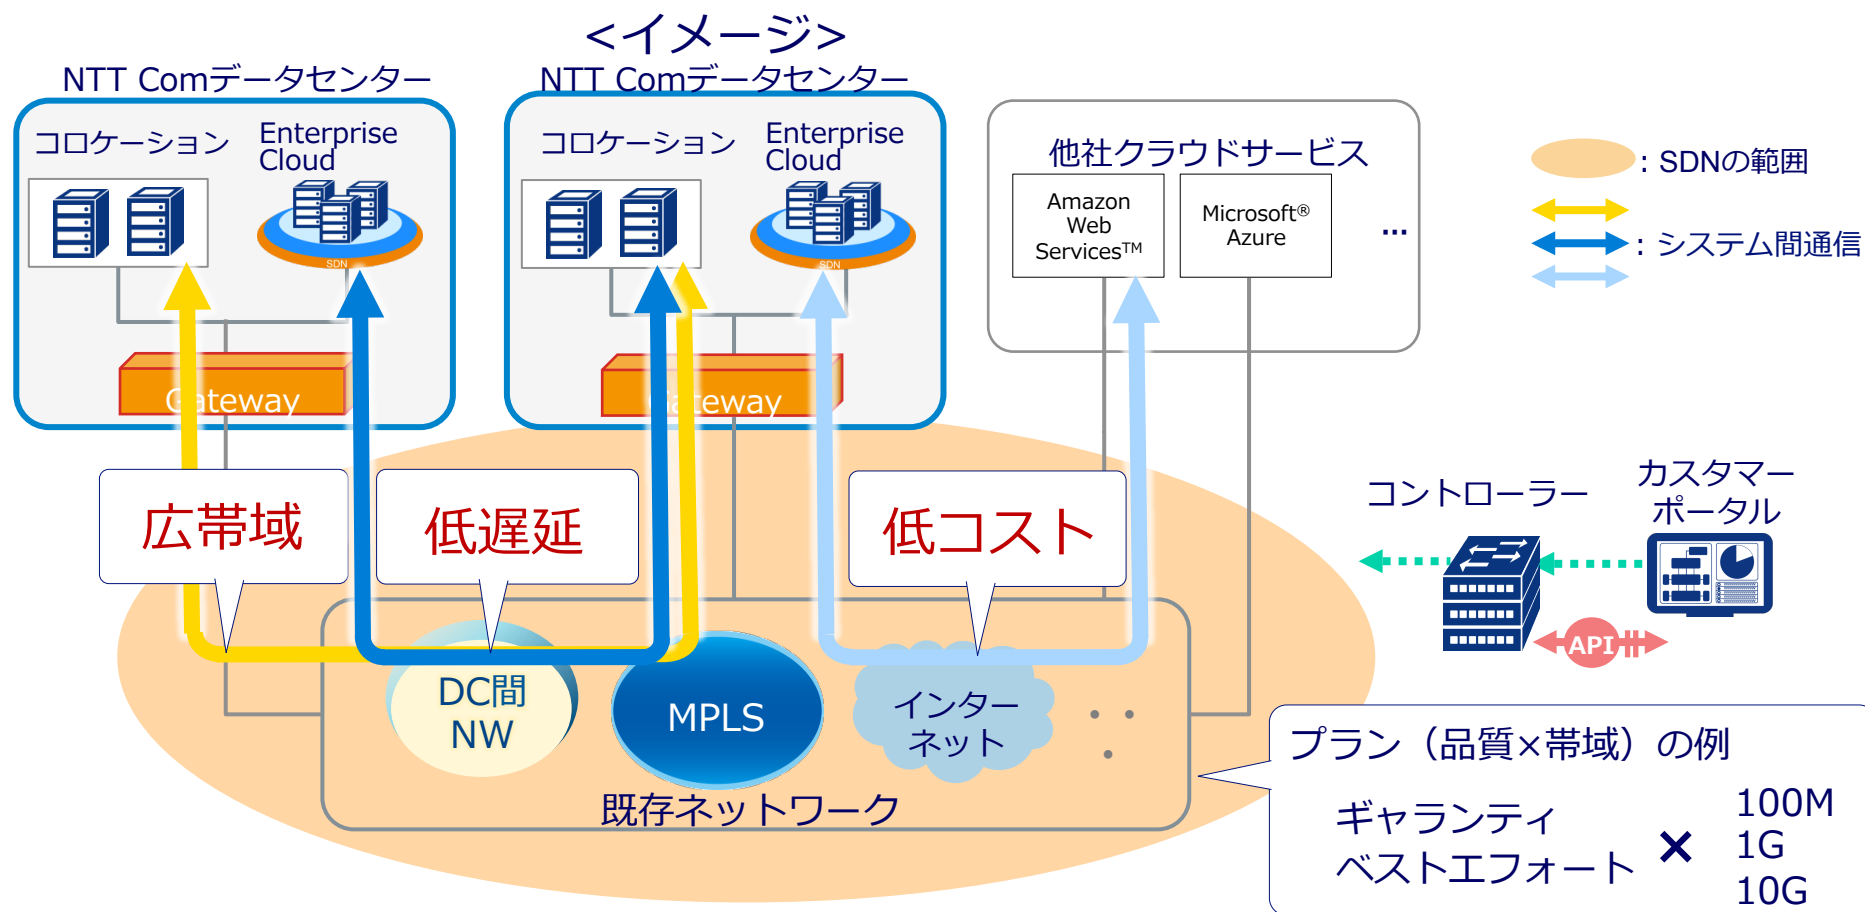 <イメージ>
NTT Comデータセンター
コロケーション
Enterprise
Cloud
SDN
Gateway
NTT Comデータセンター
コロケーション
Enterprise
Cloud
SDN
Gateway
他社クラウドサービス
Amazon
Web
Services™
Microsoft®
Azure
...
: SDNの範囲
: システム間通信
広帯域
低遅延
低コスト
DC間
NW
MPLS
インター
ネット
既存ネットワーク
コントローラー
カスタマー
ポータル
API
プラン（品質×帯域）の例
ギャランティ
ベストエフォート
×
100M
1G
10G